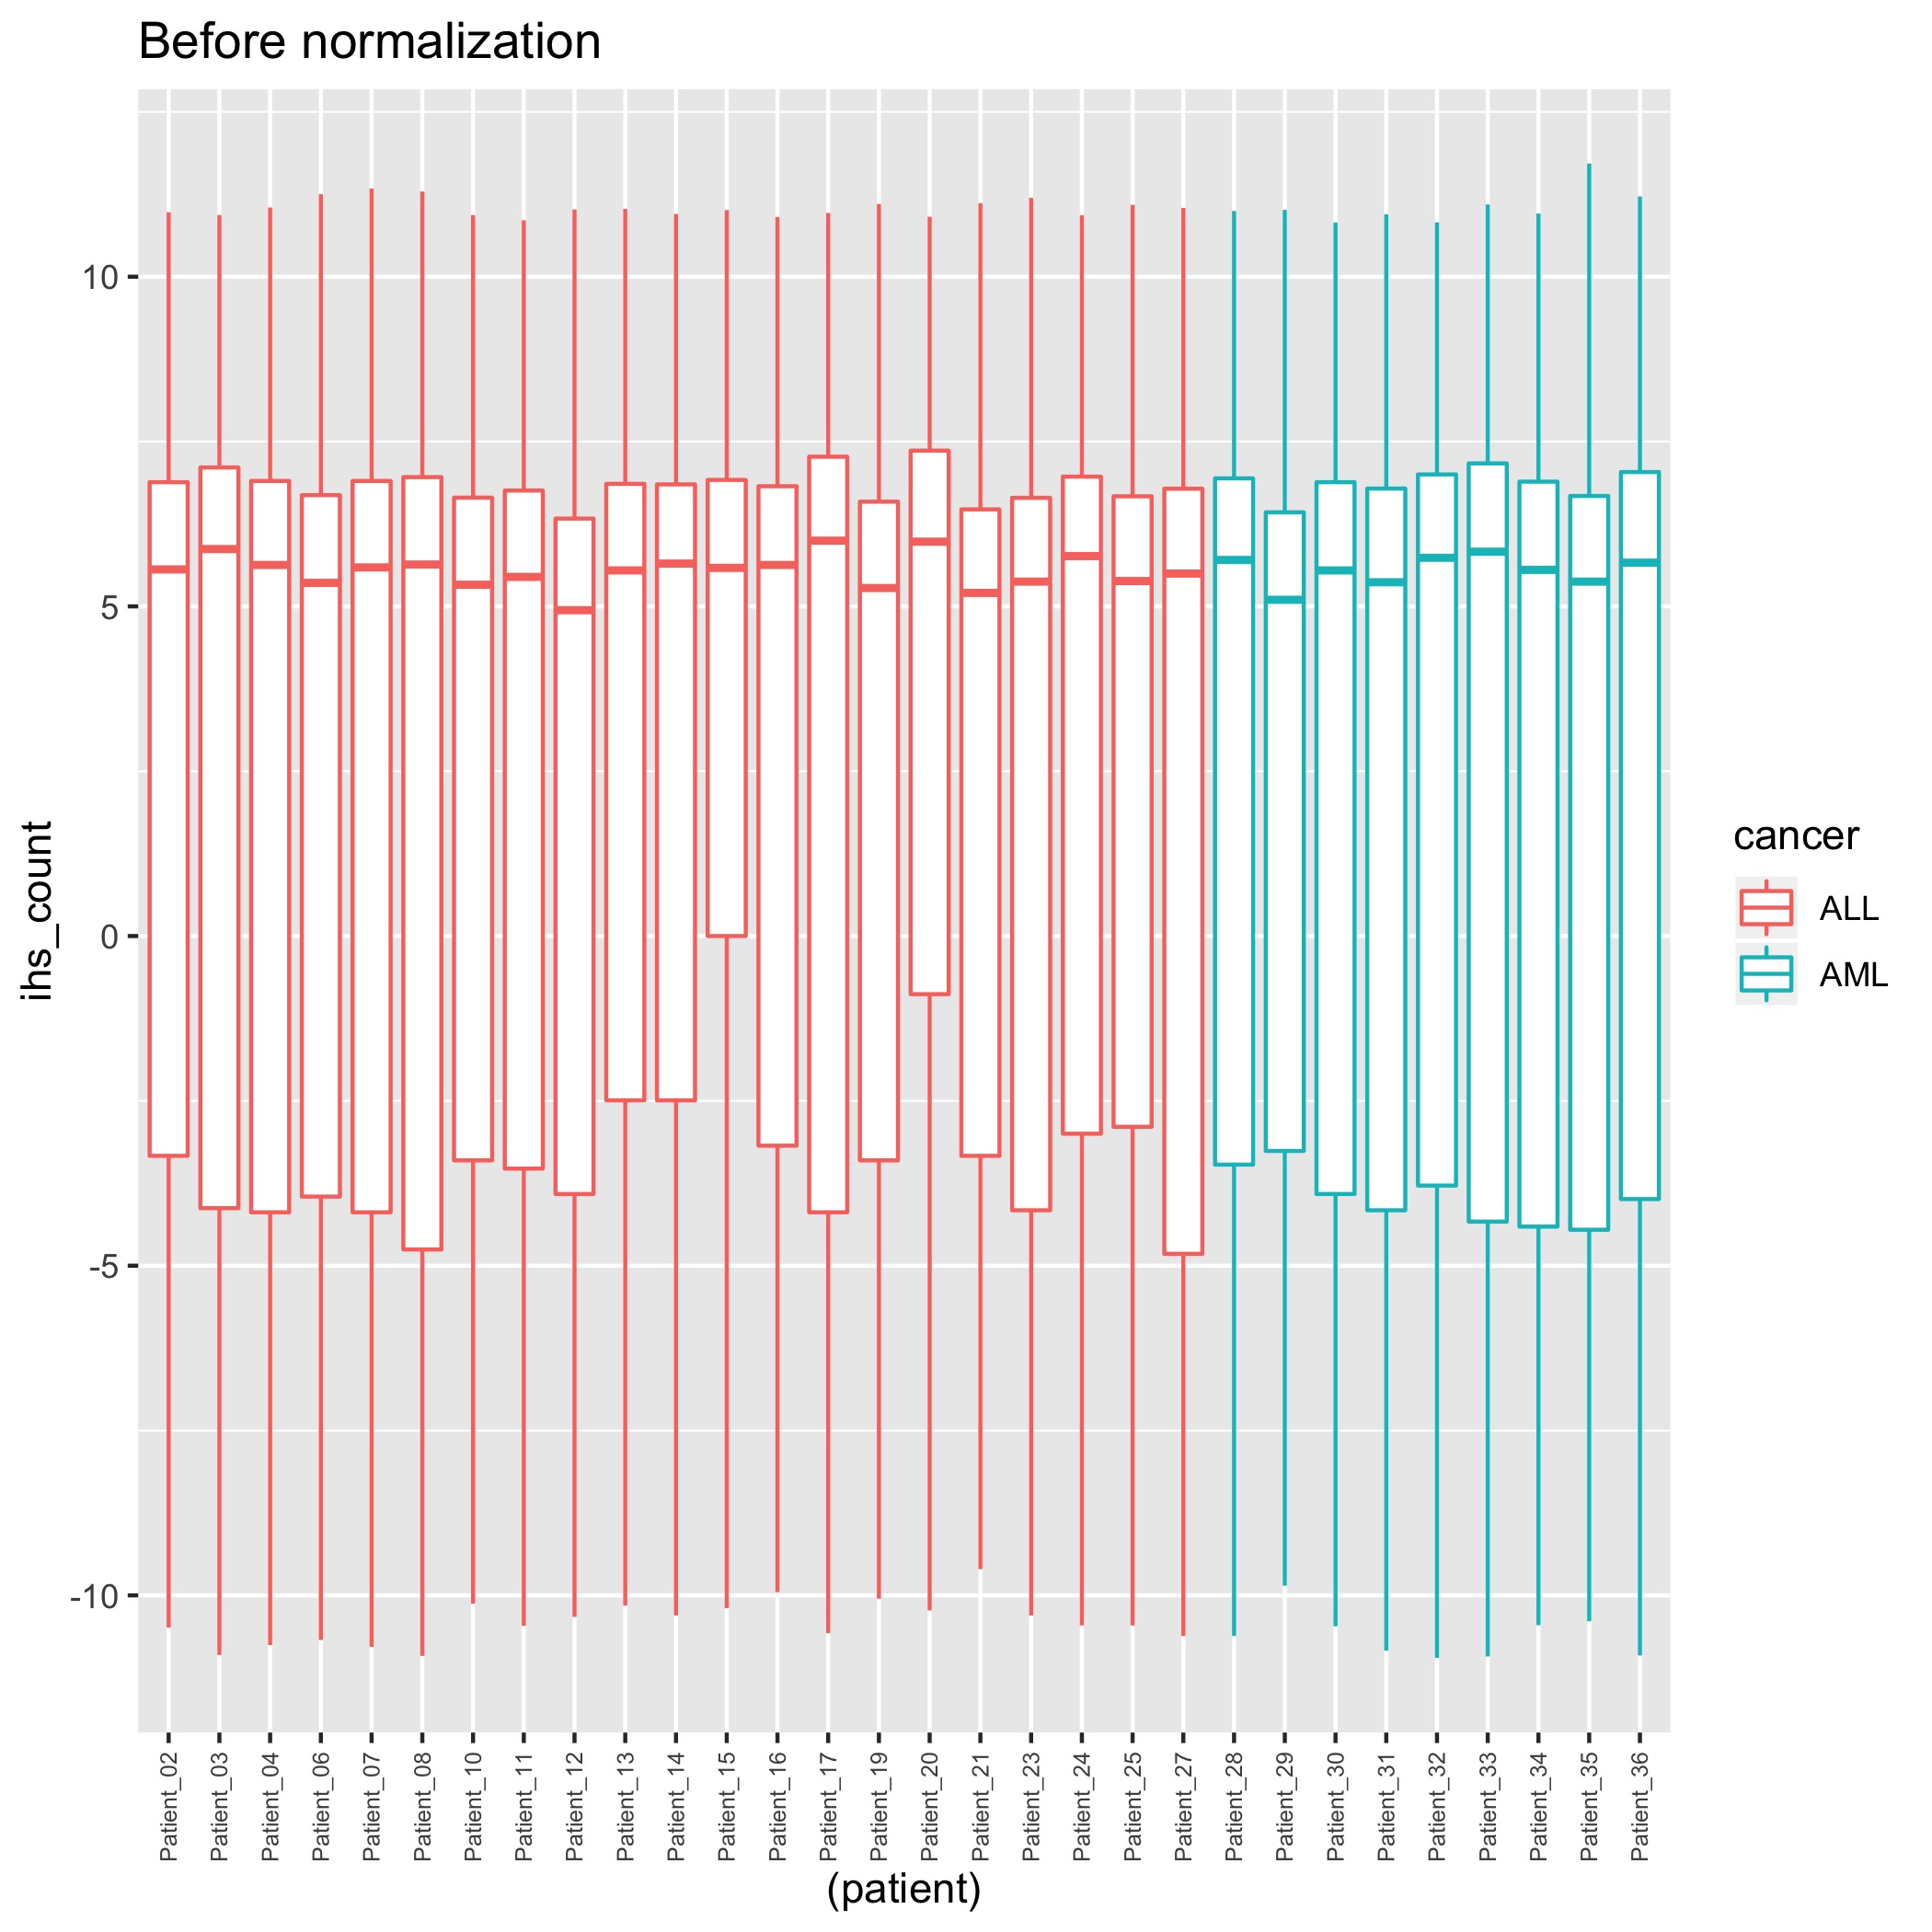 Before normalization
10
5
0
-5
-10
ihs_count
Patient_02
Patient_03
Patient_04
Patient_06
Patient_07
Patient_08
Patient_10
Patient_11
Patient_12
Patient_13
Patient_14
Patient_15
Patient_16
Patient_17
Patient_19
Patient_20
Patient_21
Patient_23
Patient_24
Patient_25
Patient_27
Patient_28
Patient_29
Patient_30
Patient_31
Patient_32
Patient_33
Patient_34
Patient_35
Patient_36
(patient)
cancer
ALL
AML